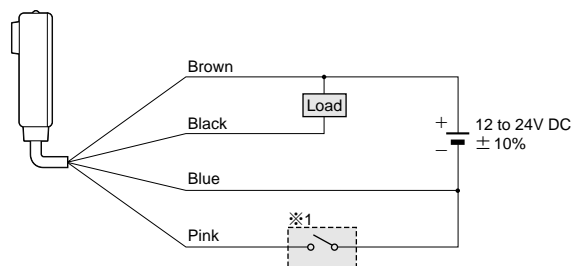 Brown
Load
Black
+
12 to 24V DC
−
± 10%
Blue
※1
Pink